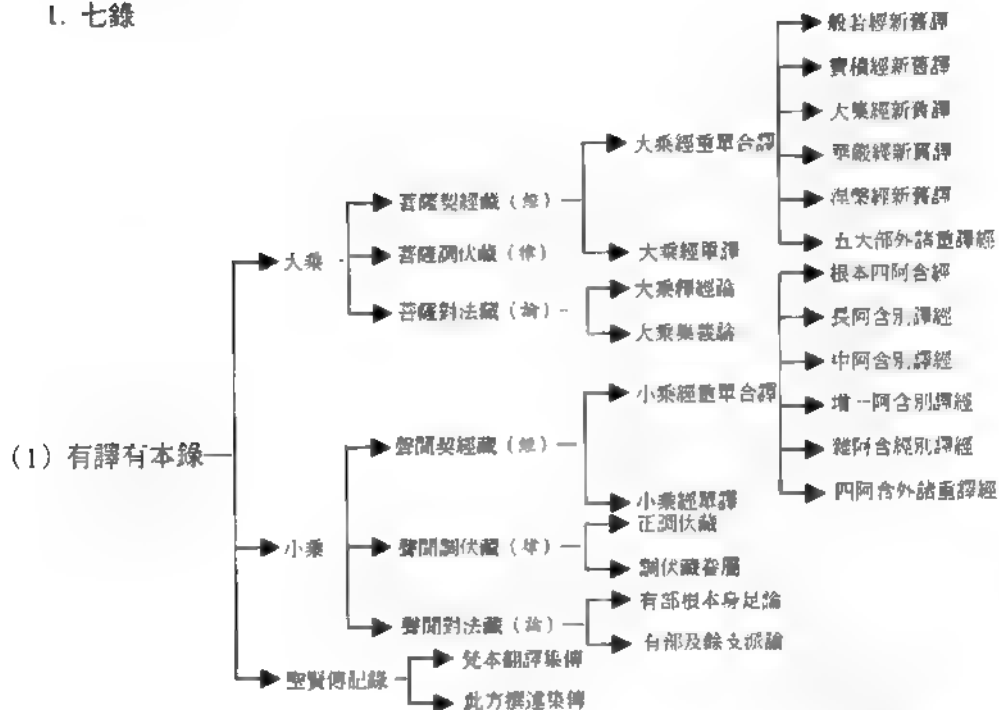 1. 七錄
(1) 有譯有本錄
大乘
菩薩契經藏（經）
大乘經重單合譯
般若經新舊譯
寶積經新舊譯
大集經新舊譯
華嚴經新舊譯
涅槃經新舊譯
五大部外諸重譯經
大乘經單譯
菩薩調伏藏（律）
菩薩對法藏（論）
大乘釋經論
大乘集義論
小乘
聲聞契經藏（經）
小乘經重單合譯
根本四阿含經
長阿含別譯經
中阿含別譯經
增一阿含別譯經
雜阿含經別譯經
四阿含外諸重譯經
小乘經單譯
聲聞調伏藏（律）
正調伏藏
調伏藏眷屬
聲聞對法藏（論）
有部根本身足論
有部及餘支派論
聖賢傳記錄
梵本翻譯集傳
此方撰述集傳